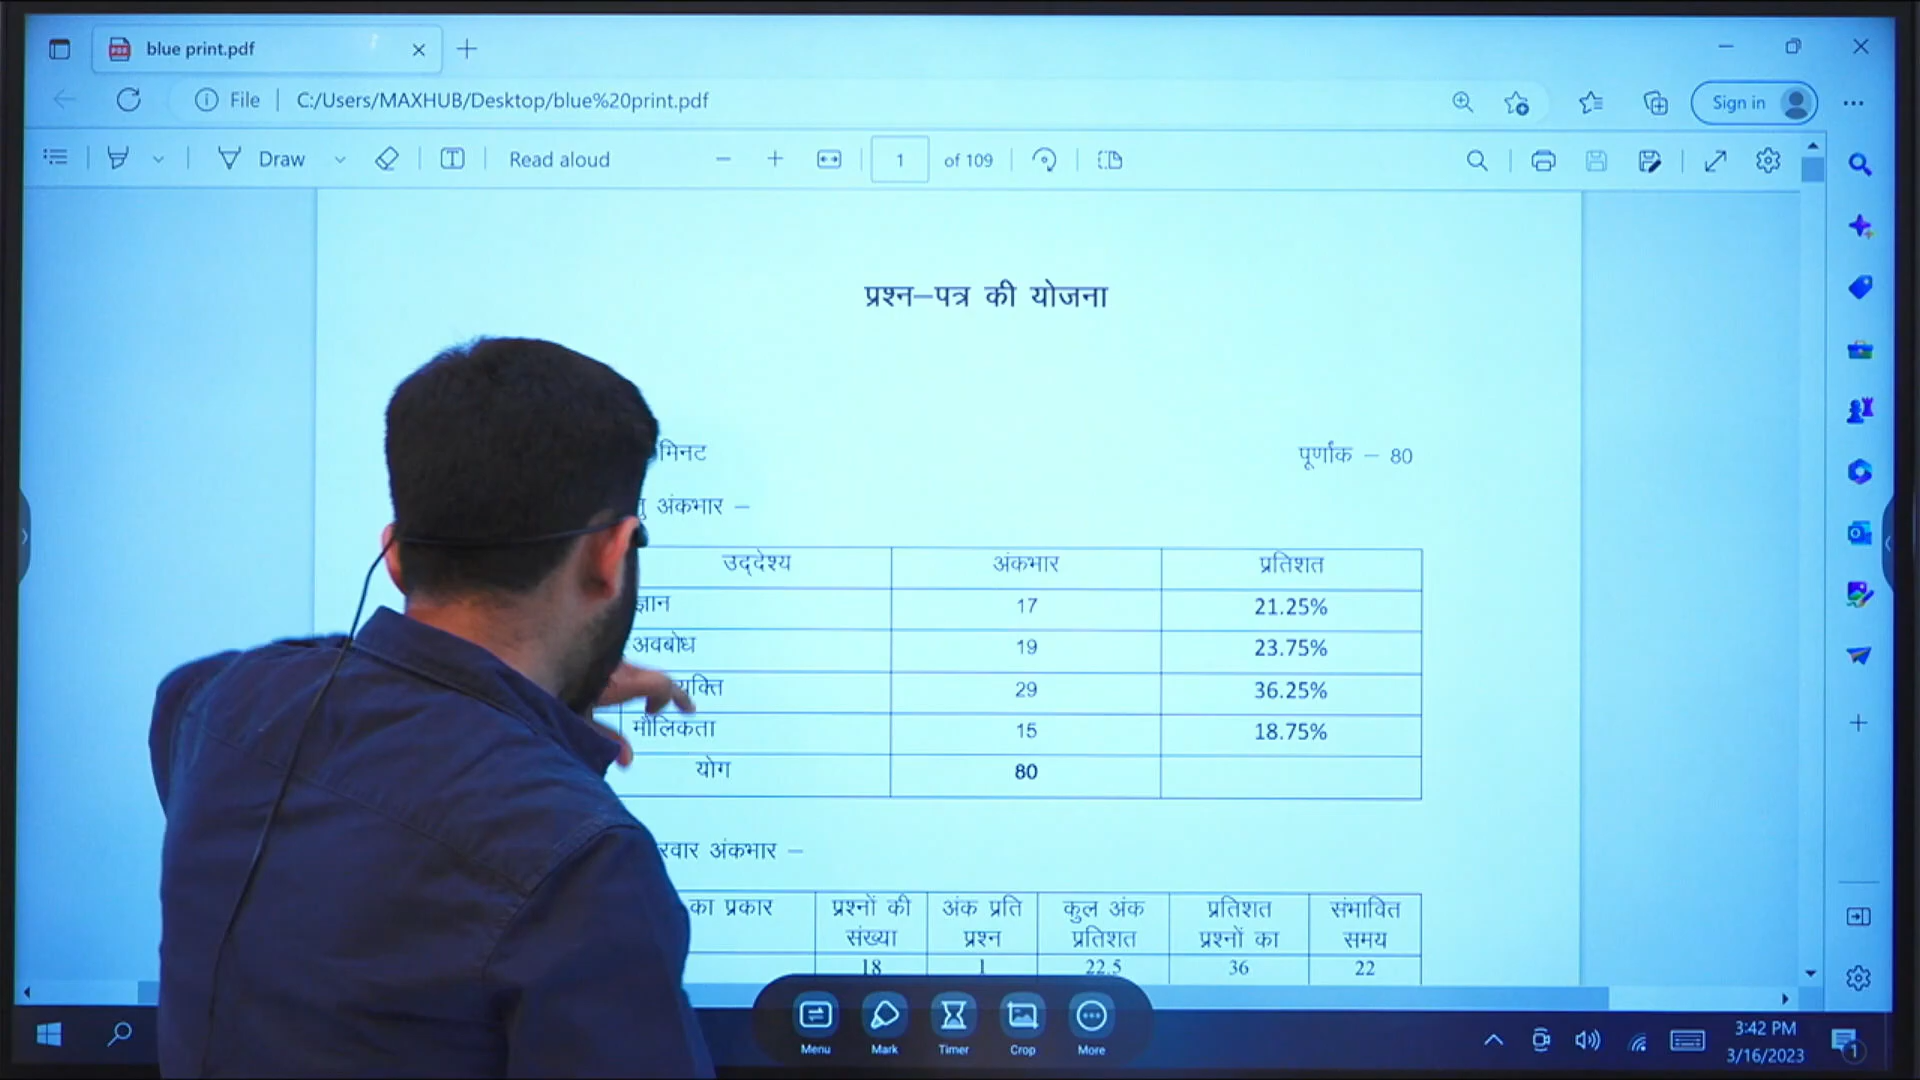 blue print.pdf
File
C:/Users/MAXHUB/Desktop/blue%20print.pdf
Sign in
Draw
Read aloud
1
of 109
प्रश्न–पत्र की योजना
मिनट
पूर्णांक – 80
अंकभार –
उद्देश्य अंकभार प्रतिशत
ज्ञान 17 21.25%
अवबोध 19 23.75%
29 36.25%
मौलिकता 15 18.75%
योग 80
अंकभार –
का प्रकार
प्रश्नों की संख्या
अंक प्रति प्रश्न
कुल अंक प्रतिशत
प्रतिशत प्रश्नों का
संभावित समय
18 1 22.5 36 22
Menu
Mark
Timer
Crop
More
3:42 PM
3/16/2023
1